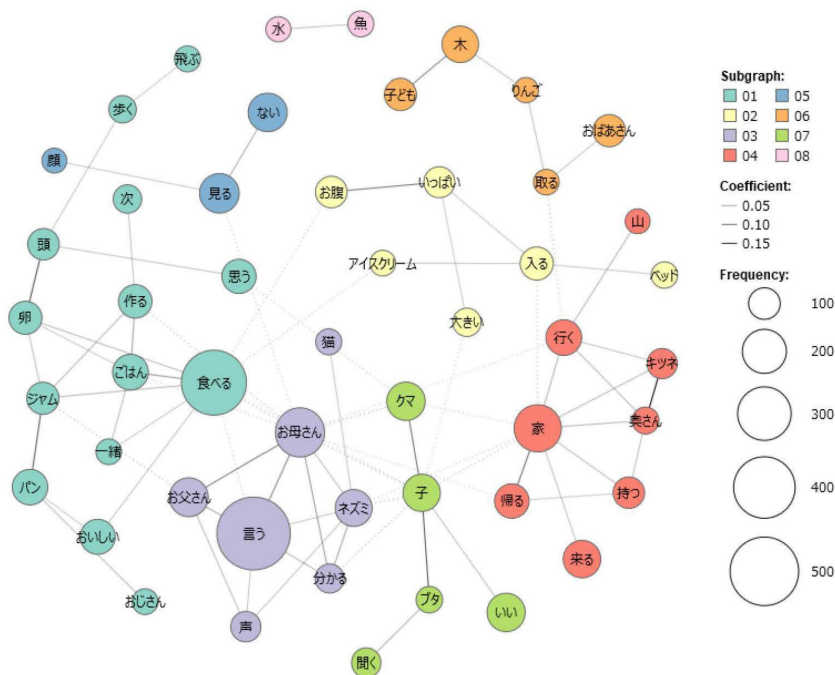 水
魚
飛ぶ
木
歩く
子ども
りんご
ない
おばあさん
顔
見る
お腹
いっぱい
取る
次
山
頭
思う
アイスクリーム
入る
ベッド
作る
卵
大きい
猫
行く
キツネ
ごはん
食べる
ジャム
クマ
お母さん
家
奥さん
一緒
パン
お父さん
ネズミ
子
帰る
持つ
言う
おいしい
分かる
来る
おじさん
声
ブタ
いい
聞く
Subgraph:
01 05
02 06
03 07
04 08
Coefficient:
0.05
0.10
0.15
Frequency:
100
200
300
400
500